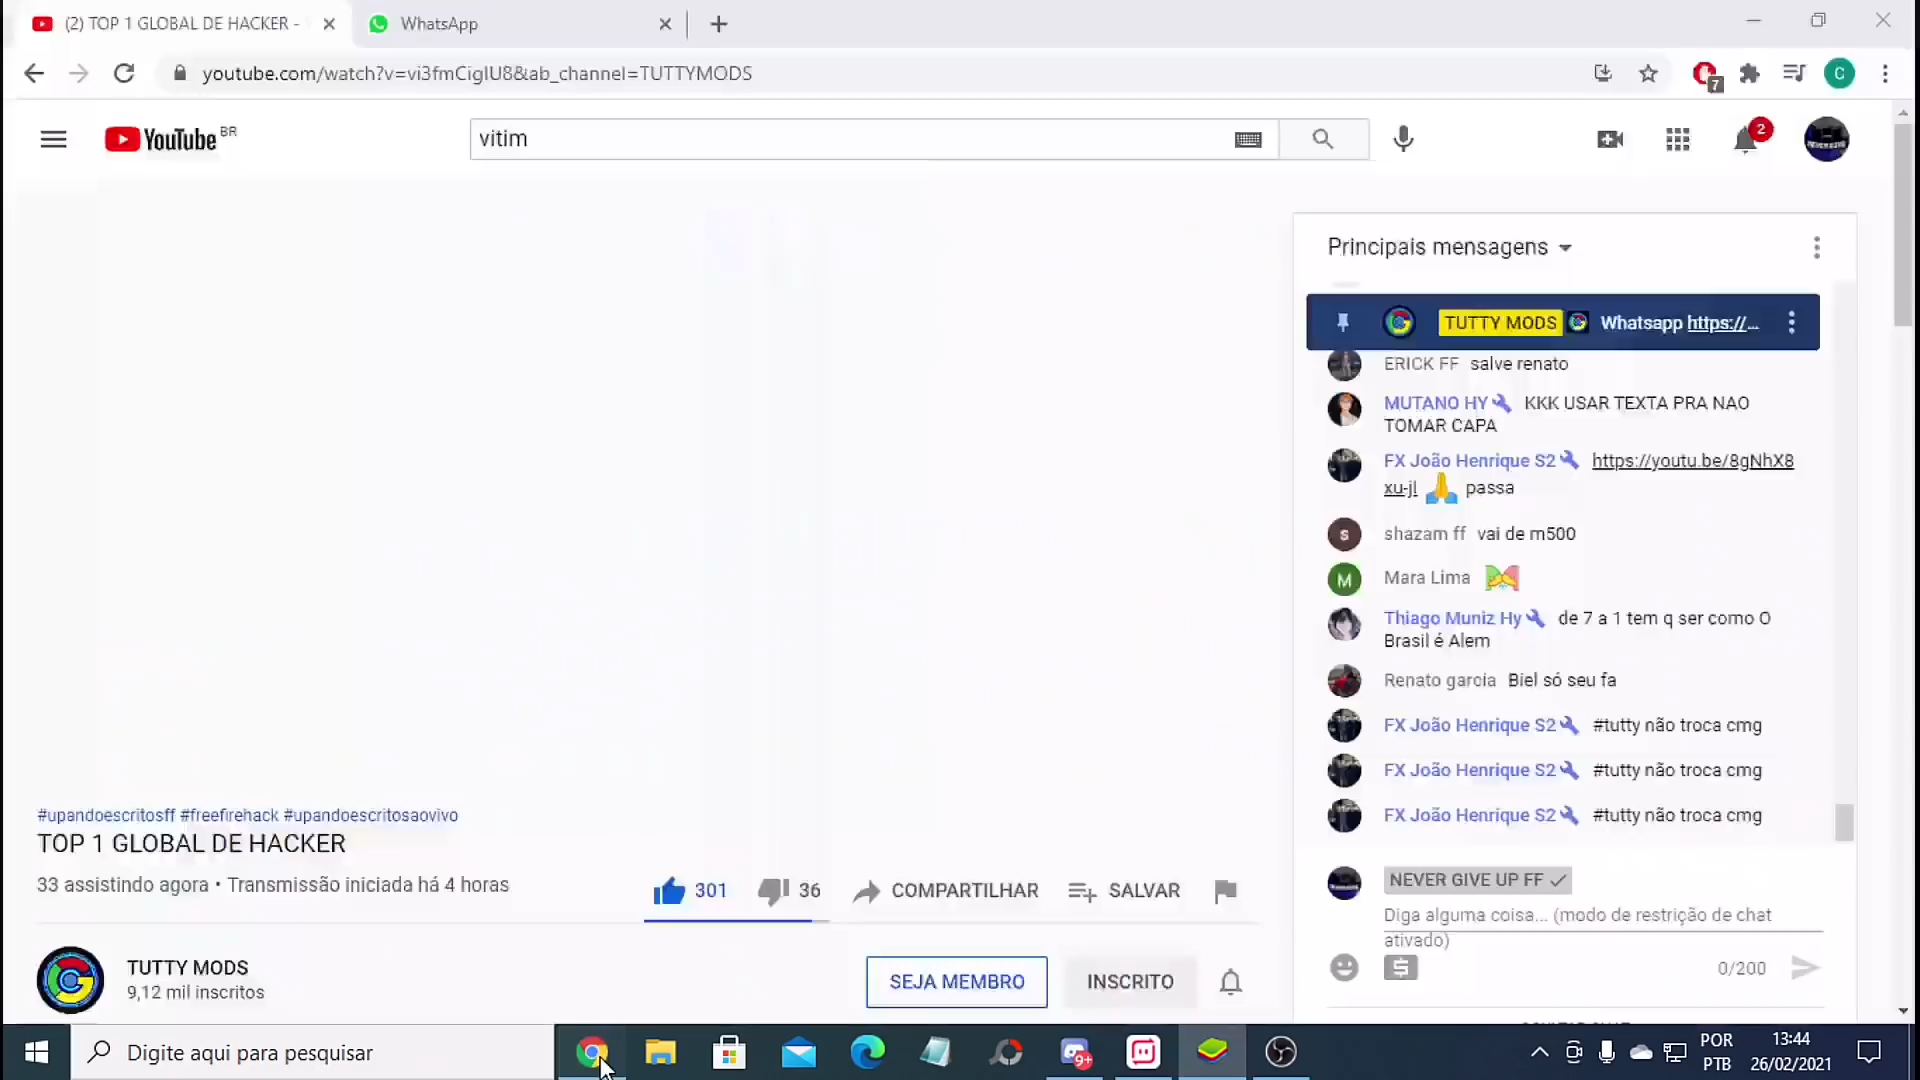 (2) TOP 1 GLOBAL DE HACKER -
WhatsApp
youtube.com/watch?v=vi3fmCiglU8&ab_channel=TUTTYMODS
7
C
YouTube BR
vitim
2
Principais mensagens
TUTTY MODS Whatsapp https://...
ERICK FF salve renato
MUTANO HY KKK USAR TEXTA PRA NAO
TOMAR CAPA
FX João Henrique S2 https://youtu.be/8gNhX8
xu-jI passa
s shazam ff vai de m500
M Mara Lima
Thiago Muniz Hy de 7 a 1 tem q ser como O
Brasil é Alem
Renato garcia Biel só seu fa
FX João Henrique S2 #tutty não troca cmg
FX João Henrique S2 #tutty não troca cmg
FX João Henrique S2 #tutty não troca cmg
NEVER GIVE UP FF
Diga alguma coisa... (modo de restrição de chat
ativado)
0/200
#upandoescritosff #freefirehack #upandoescritosaovivo
TOP 1 GLOBAL DE HACKER
33 assistindo agora • Transmissão iniciada há 4 horas
301
36
COMPARTILHAR
SALVAR
TUTTY MODS
9,12 mil inscritos
SEJA MEMBRO
INSCRITO
Digite aqui para pesquisar
9+
POR
PTB
13:44
26/02/2021